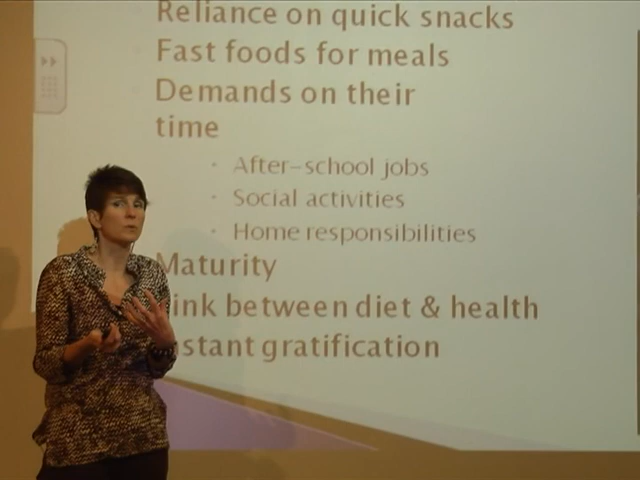 Reliance on quick snacks
Fast foods for meals
Demands on their
time
• After-school jobs
• Social activities
• Home responsibilities
Maturity
ink between diet & health
stant gratification